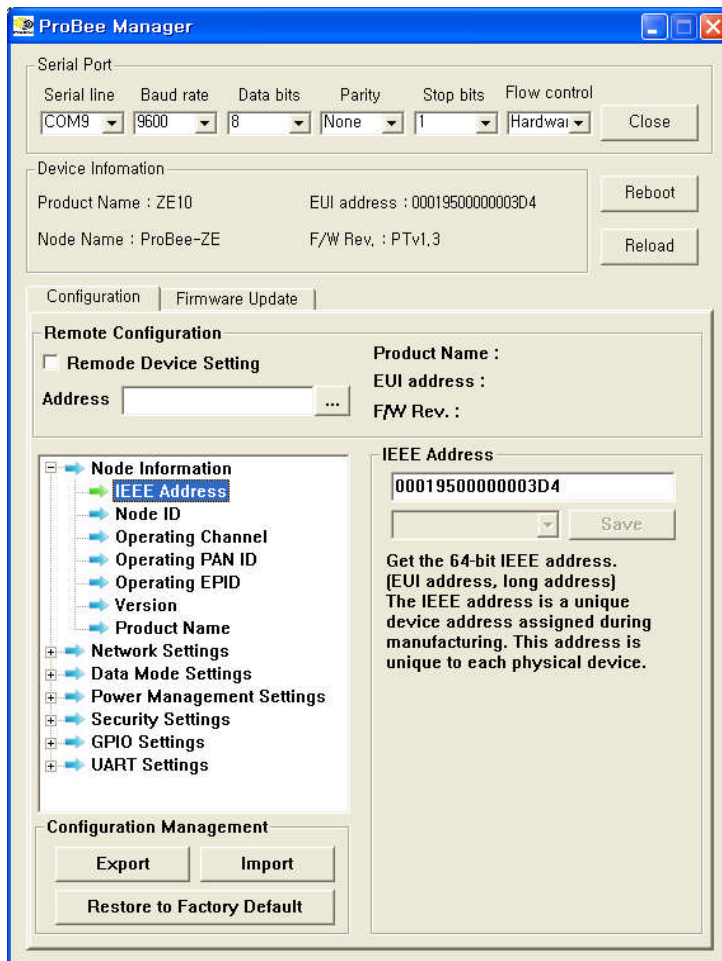 ProBee Manager
Serial Port
Serial line Baud rate Data bits Parity Stop bits Flow control
COM9 9600 8 None 1 Hardwar Close
Device Infomation
Product Name : ZE10 EUI address : 00019500000003D4
Node Name : ProBee-ZE F/W Rev. : PTv1.3
Reboot
Reload
Configuration Firmware Update
Remote Configuration
Remode Device Setting
Address ...
Product Name :
EUI address :
F/W Rev. :
Node Information
IEEE Address
Node ID
Operating Channel
Operating PAN ID
Operating EPID
Version
Product Name
Network Settings
Data Mode Settings
Power Management Settings
Security Settings
GPIO Settings
UART Settings
IEEE Address
00019500000003D4
Save
Get the 64-bit IEEE address.
(EUI address, long address)
The IEEE address is a unique
device address assigned during
manufacturing. This address is
unique to each physical device.
Configuration Management
Export Import
Restore to Factory Default